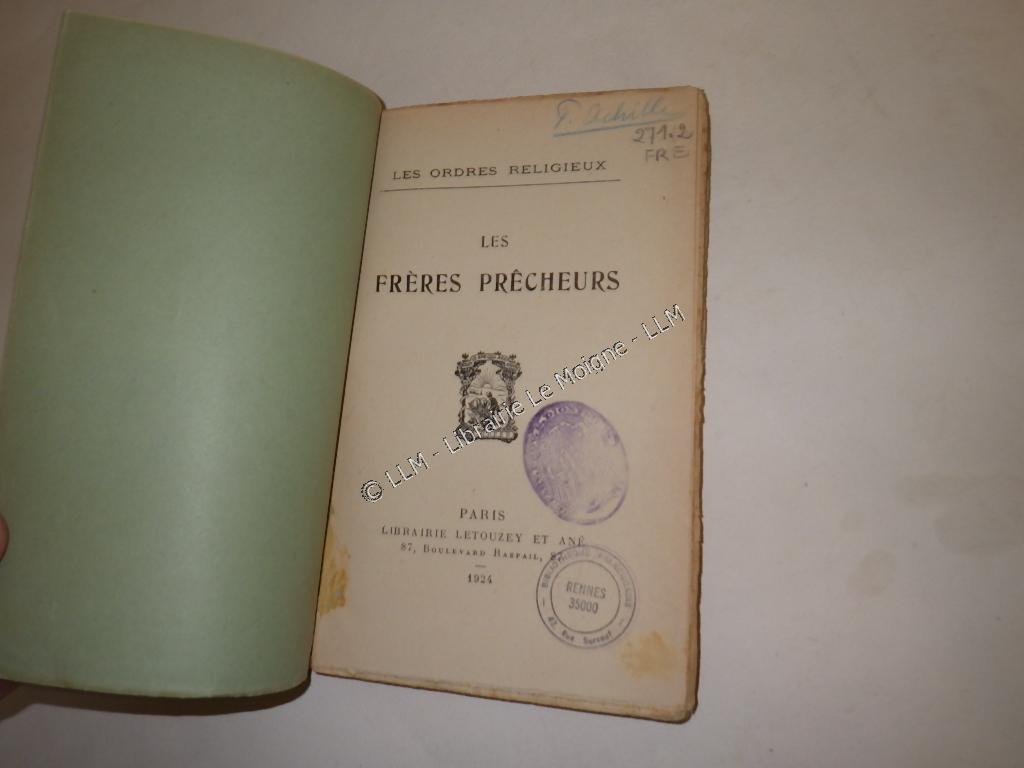 F. Achille
271.2
FRE
LES ORDRES RELIGIEUX
LES
FRÈRES PRÊCHEURS
© LLM - Librairie Le Moigne - LLM
PARIS
LIBRAIRIE LETOUZEY ET ANÉ
87, BOULEVARD RASPAIL, 87
1924
RENNES
35000